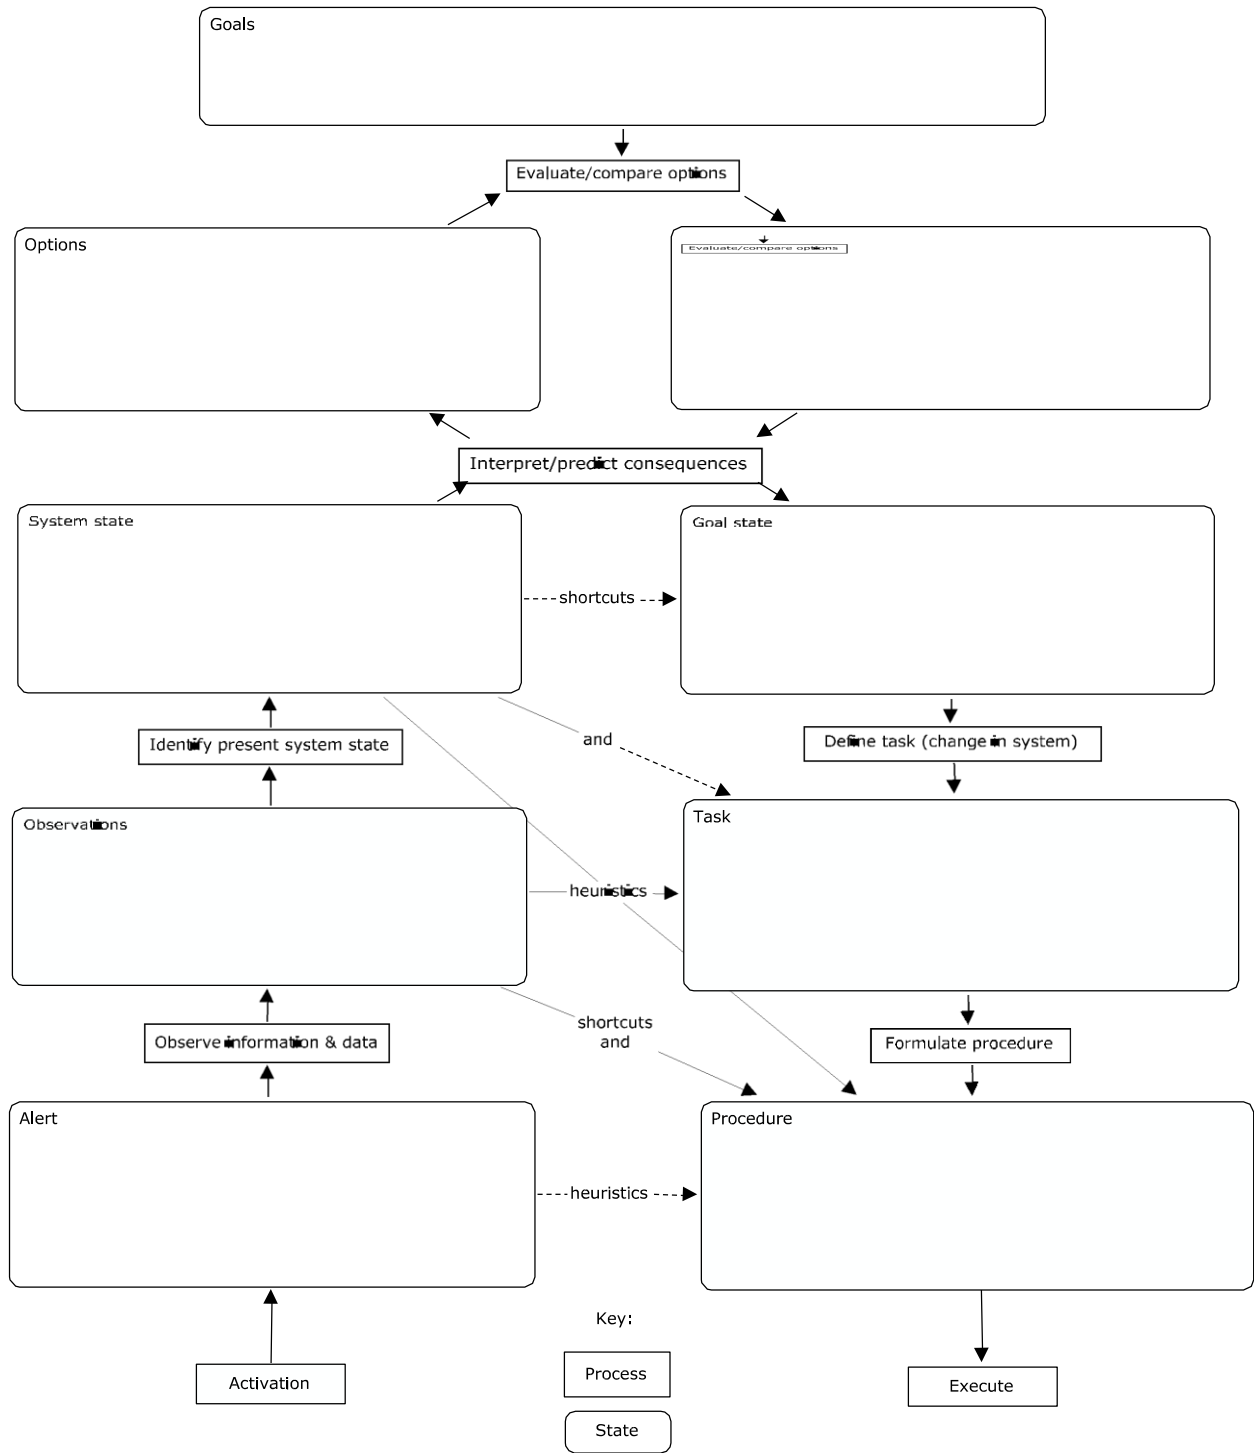 Goals
Evaluate/compare options
Options
Evaluate/compare options
Interpret/predict consequences
System state
Goal state
shortcuts
Identify present system state
and
Define task (change in system)
Observations
Task
heuristics
Observe information & data
shortcuts
and
Formulate procedure
Alert
Procedure
heuristics
Key:
Activation
Process
Execute
State